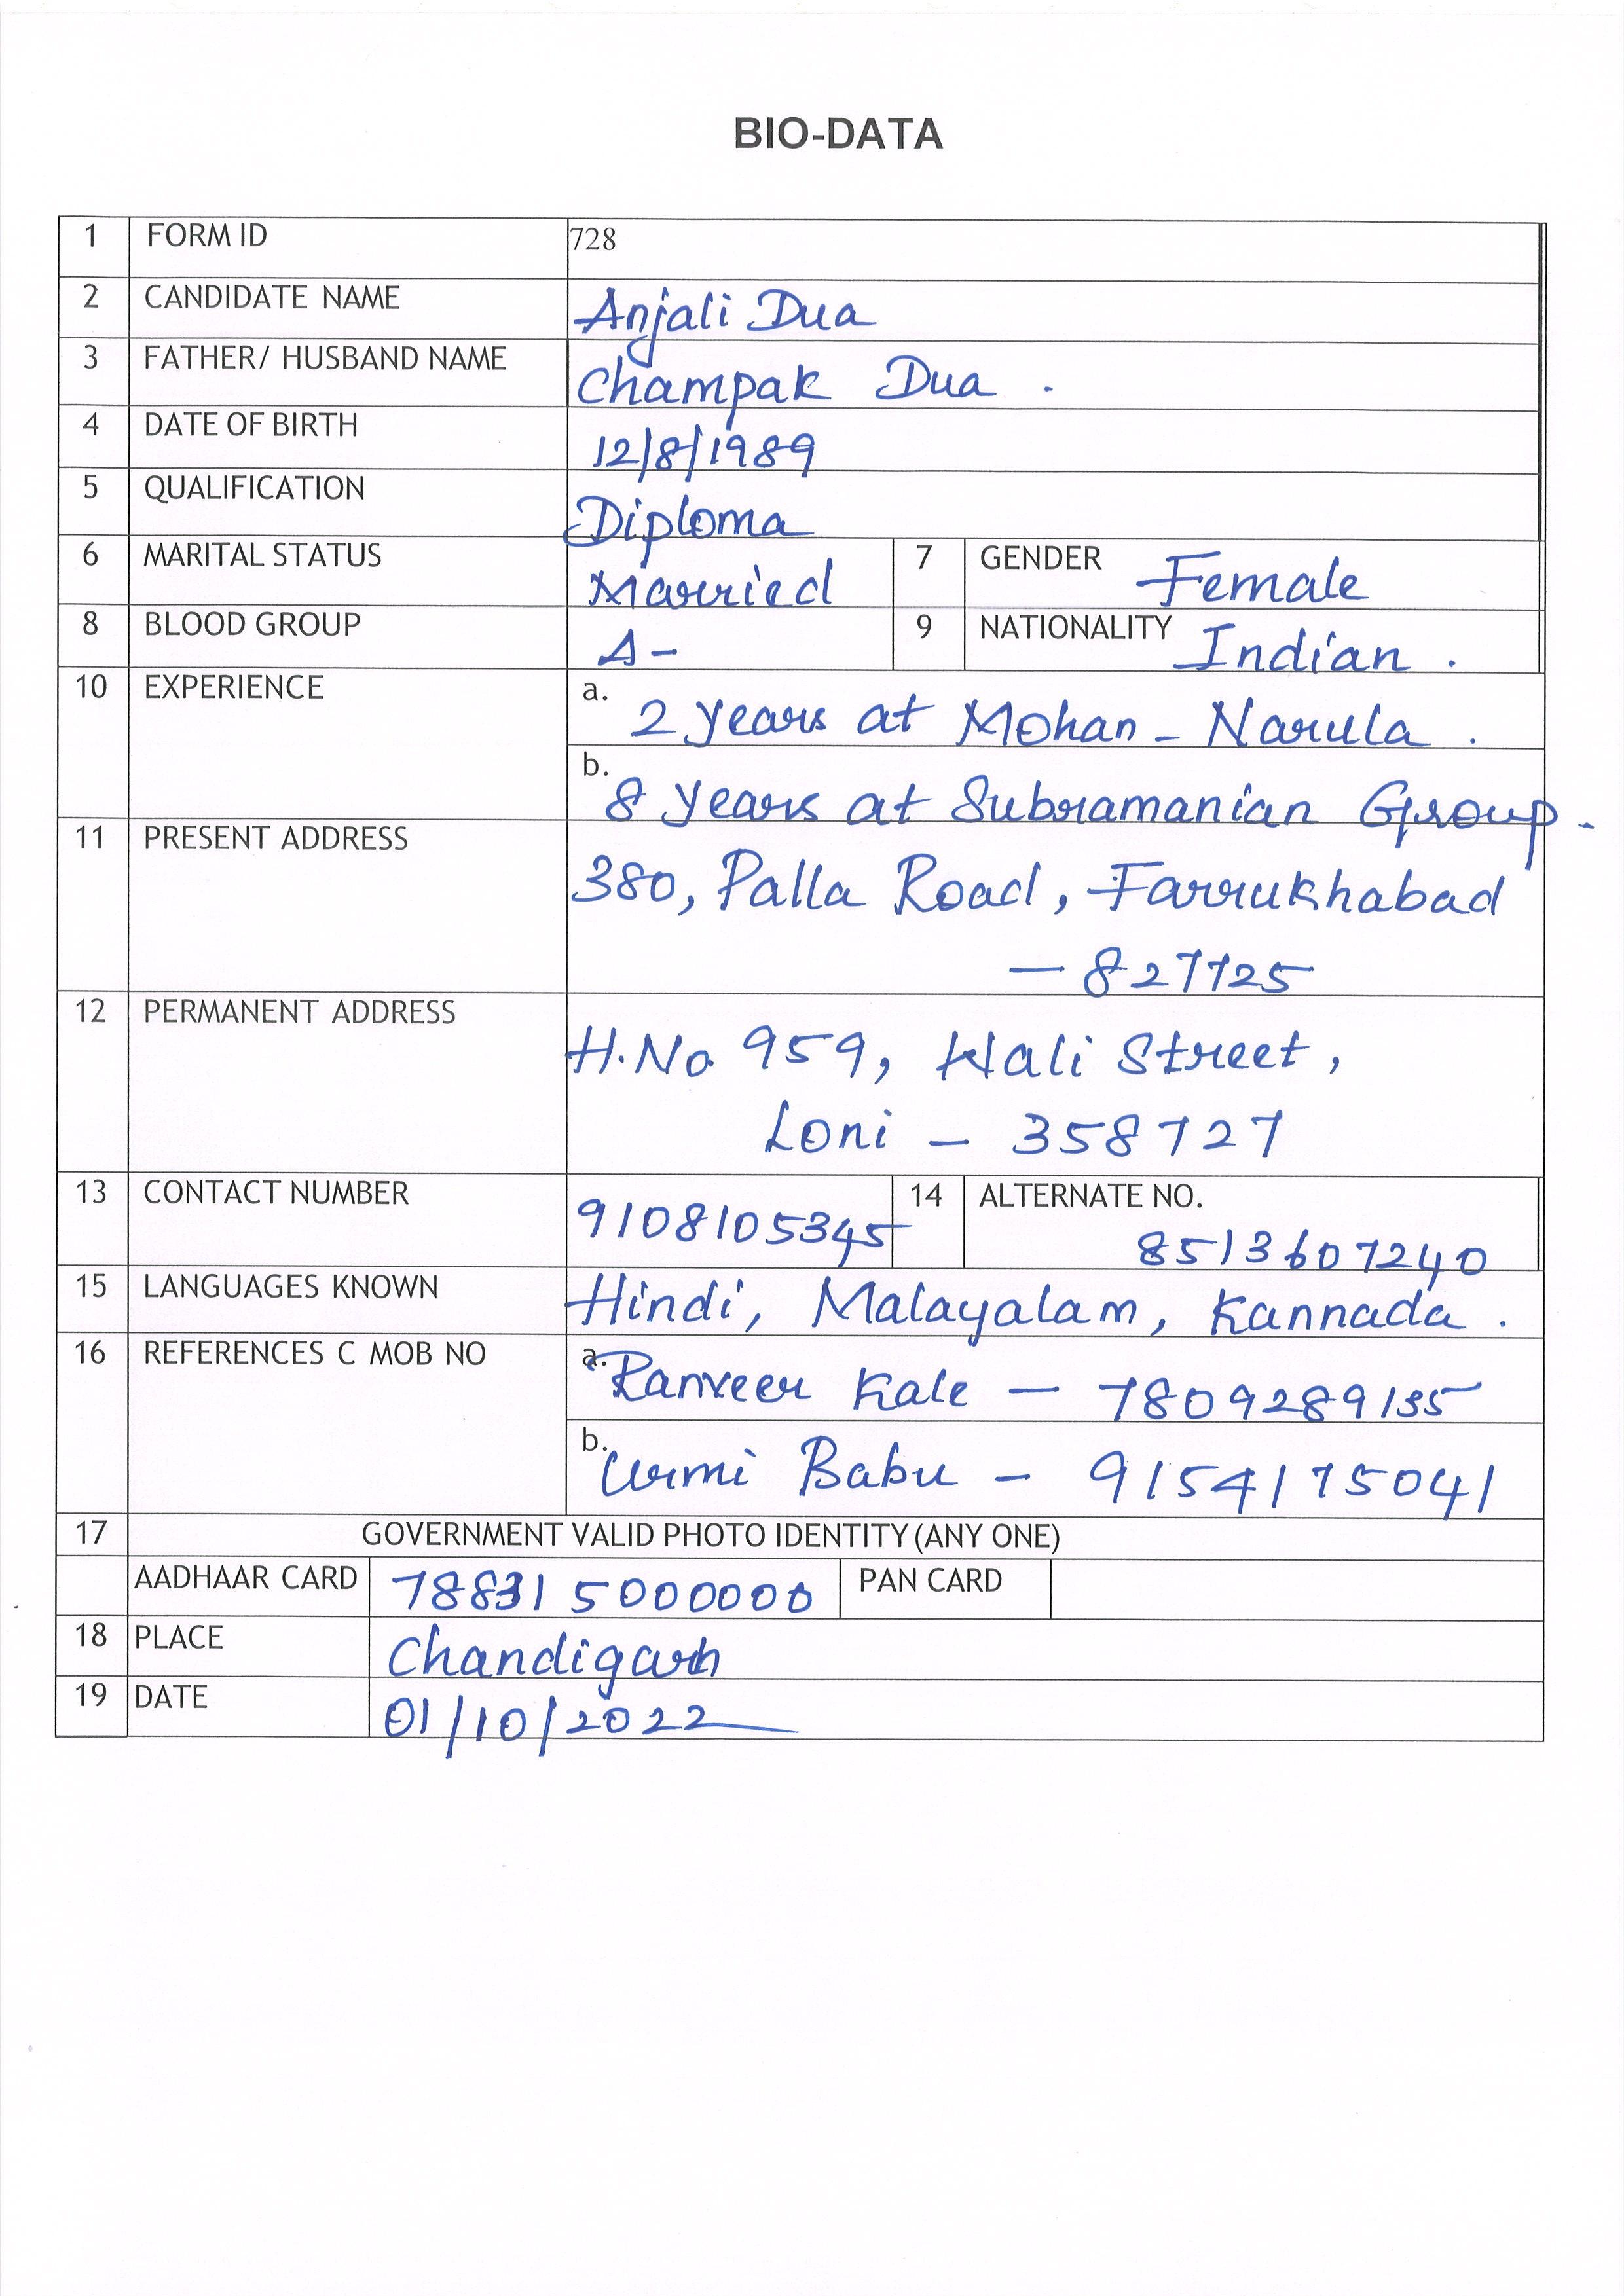 BIO-DATA
1 FORM ID 728
2 CANDIDATE NAME Anjali Dua
3 FATHER/ HUSBAND NAME Champak Dua .
4 DATE OF BIRTH 12/8/1989
5 QUALIFICATION Diploma
6 MARITAL STATUS Married 7 GENDER Female
8 BLOOD GROUP A- 9 NATIONALITY Indian .
10 EXPERIENCE a. 2 years at Mohan - Narula .
b. 8 years at Subramanian Group .
11 PRESENT ADDRESS 380, Palla Road, Farrukhabad
- 827725
12 PERMANENT ADDRESS H.No. 959, Wali Street,
Loni - 358727
13 CONTACT NUMBER 9108105345 14 ALTERNATE NO.
8513607240
15 LANGUAGES KNOWN Hindi, Malayalam, Kannada .
16 REFERENCES C MOB NO a. Ranveer Kale - 7809289135
b. Urmi Babu - 9154175041
17 GOVERNMENT VALID PHOTO IDENTITY (ANY ONE)
AADHAAR CARD 788315000000 PAN CARD
18 PLACE Chandigarh
19 DATE 01/10/2022